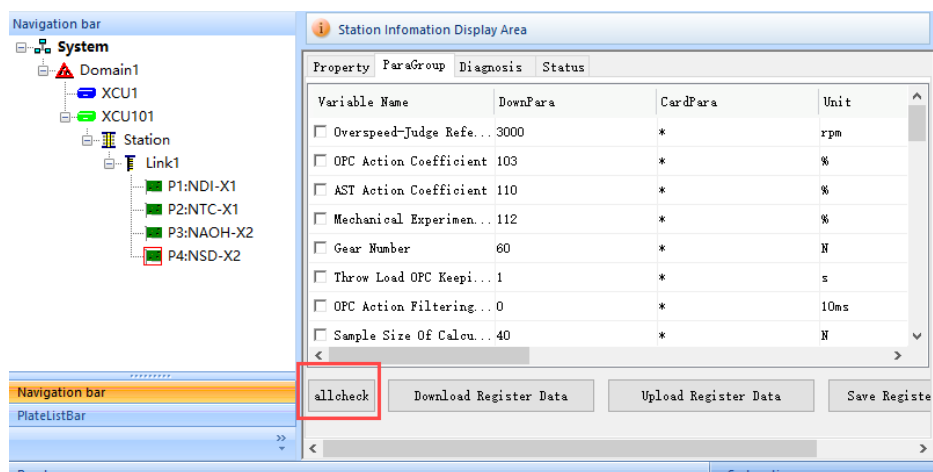 Navigation bar
System
Domain1
XCU1
XCU101
Station
Link1
P1:NDI-X1
P2:NTC-X1
P3:NAOH-X2
P4:NSD-X2
Navigation bar
PlateListBar
Station Infomation Display Area
Property ParaGroup Diagnosis Status
Variable Name DownPara CardPara Unit
Overspeed-Judge Refe... 3000 * rpm
OPC Action Coefficient 103 * %
AST Action Coefficient 110 * %
Mechanical Experimen... 112 * %
Gear Number 60 * N
Throw Load OPC Keepi... 1 * s
OPC Action Filtering... 0 * 10ms
Sample Size Of Calcu... 40 * N
allcheck Download Register Data Upload Register Data Save Registe